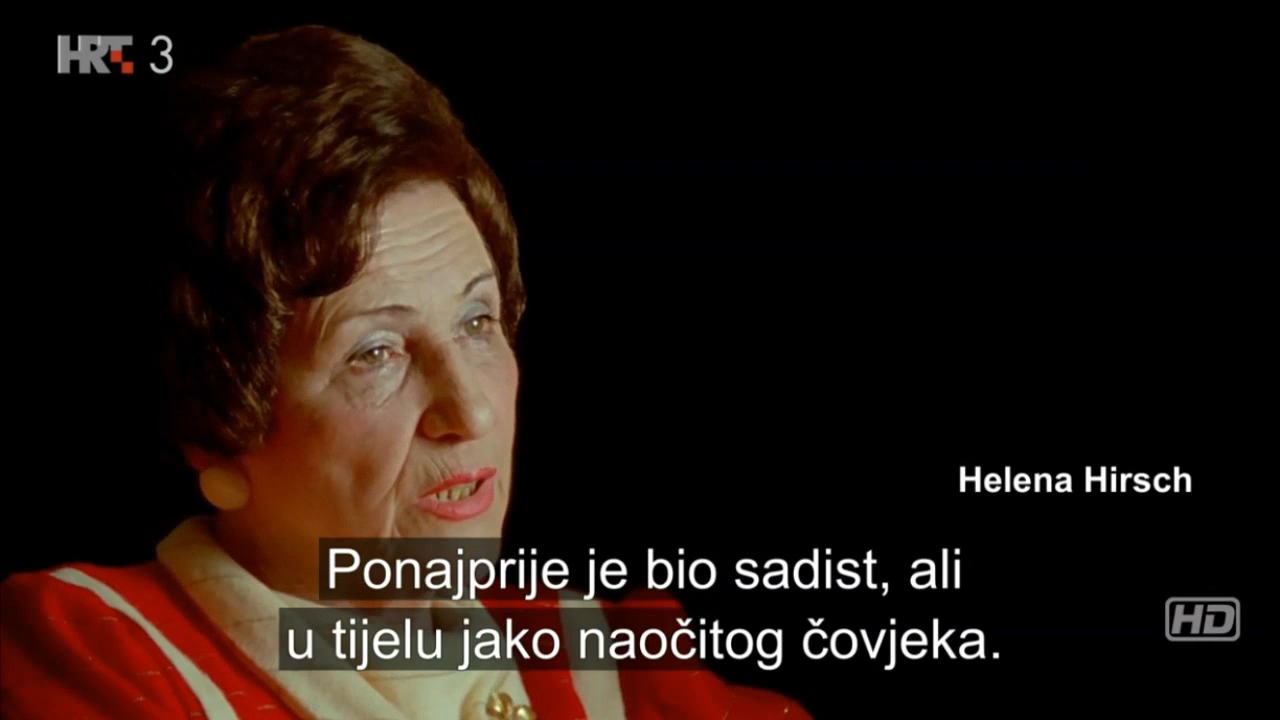 HRT 3
Helena Hirsch
Ponajprije je bio sadist, ali
u tijelu jako naočitog čovjeka.
HD